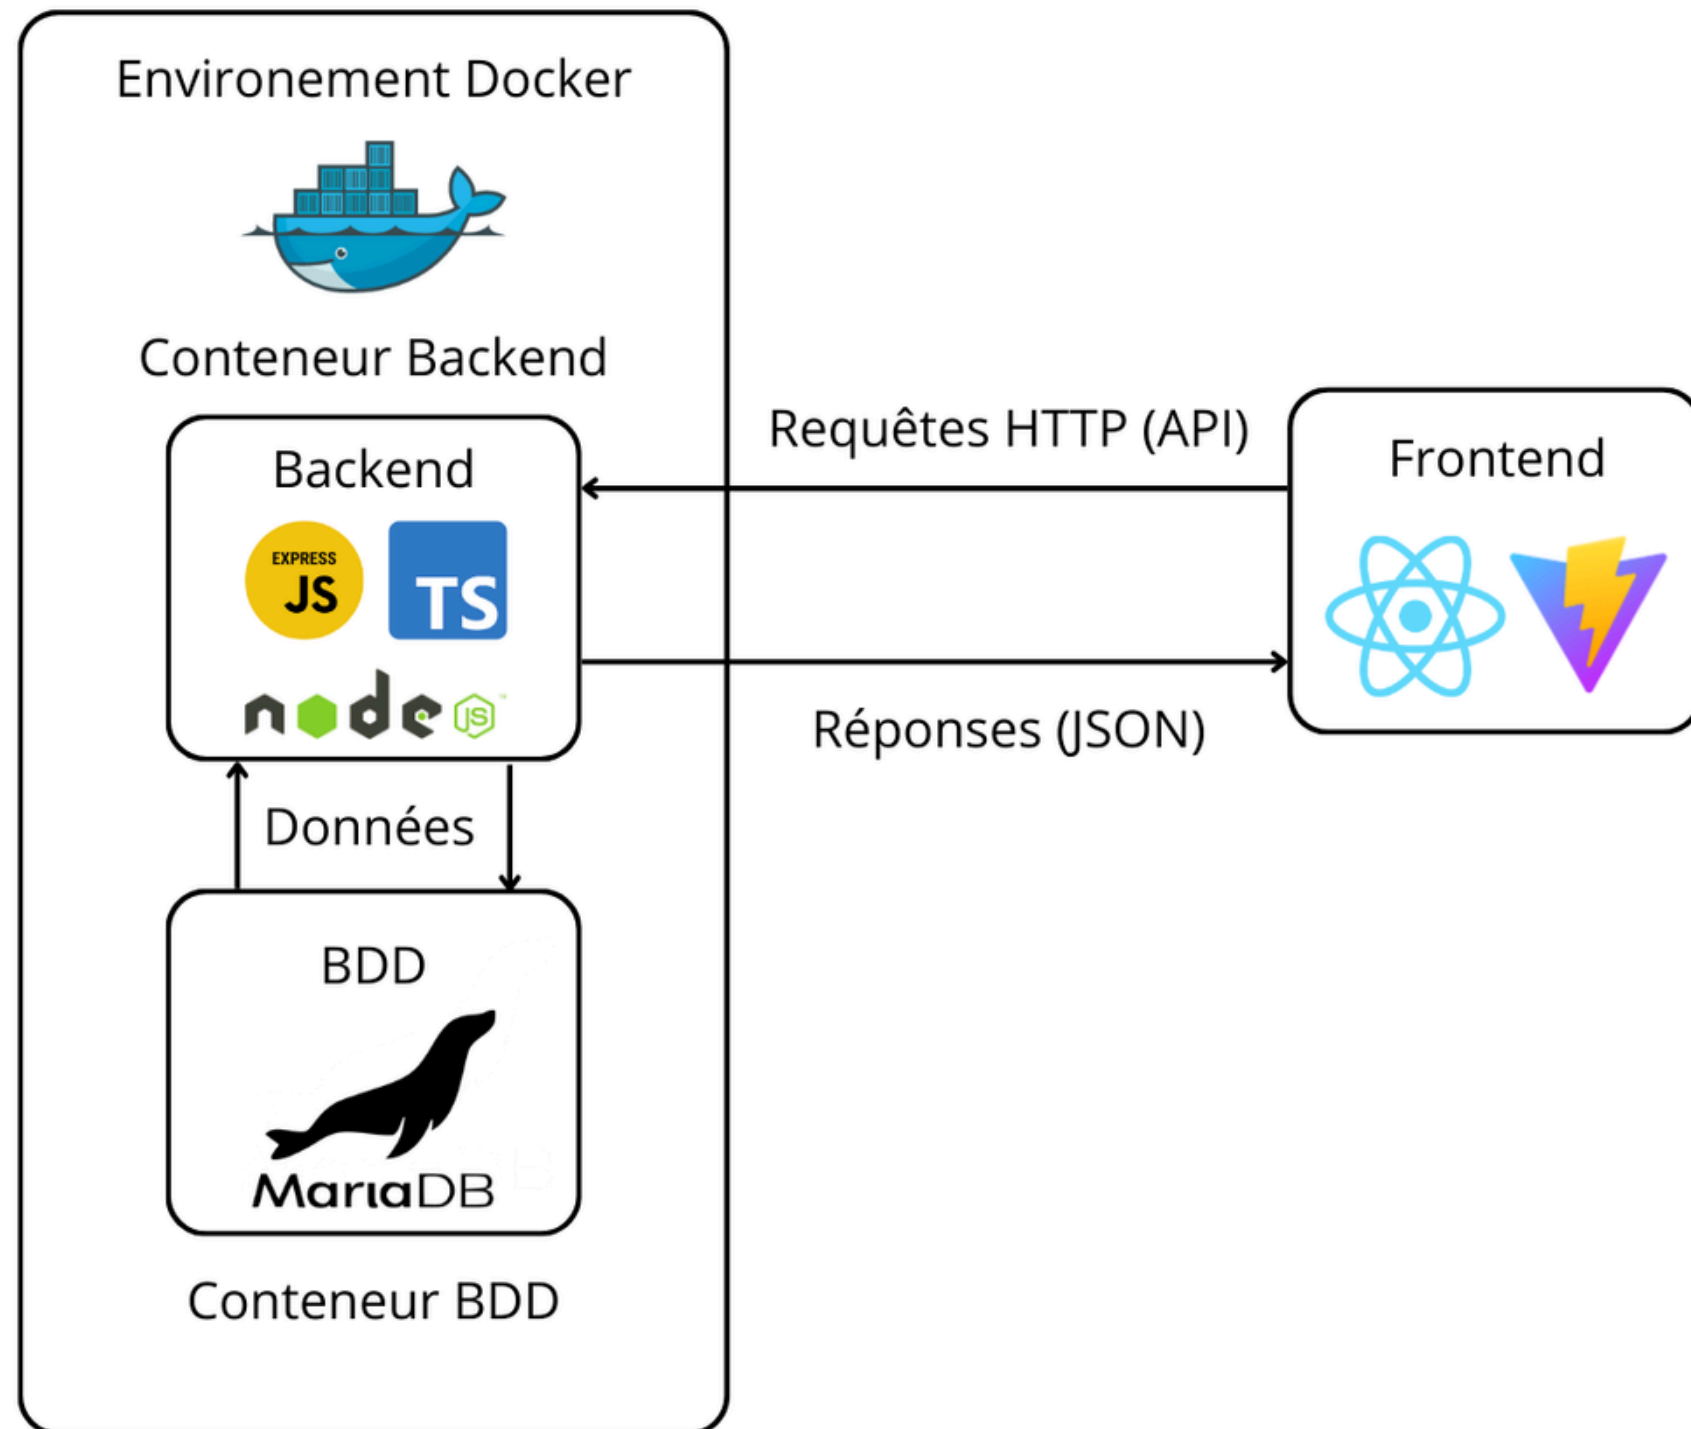 Environement Docker
Conteneur Backend
Backend
EXPRESS
JS
TS
node
JS
Données
BDD
MariaDB
Conteneur BDD
Requêtes HTTP (API)
Réponses (JSON)
Frontend